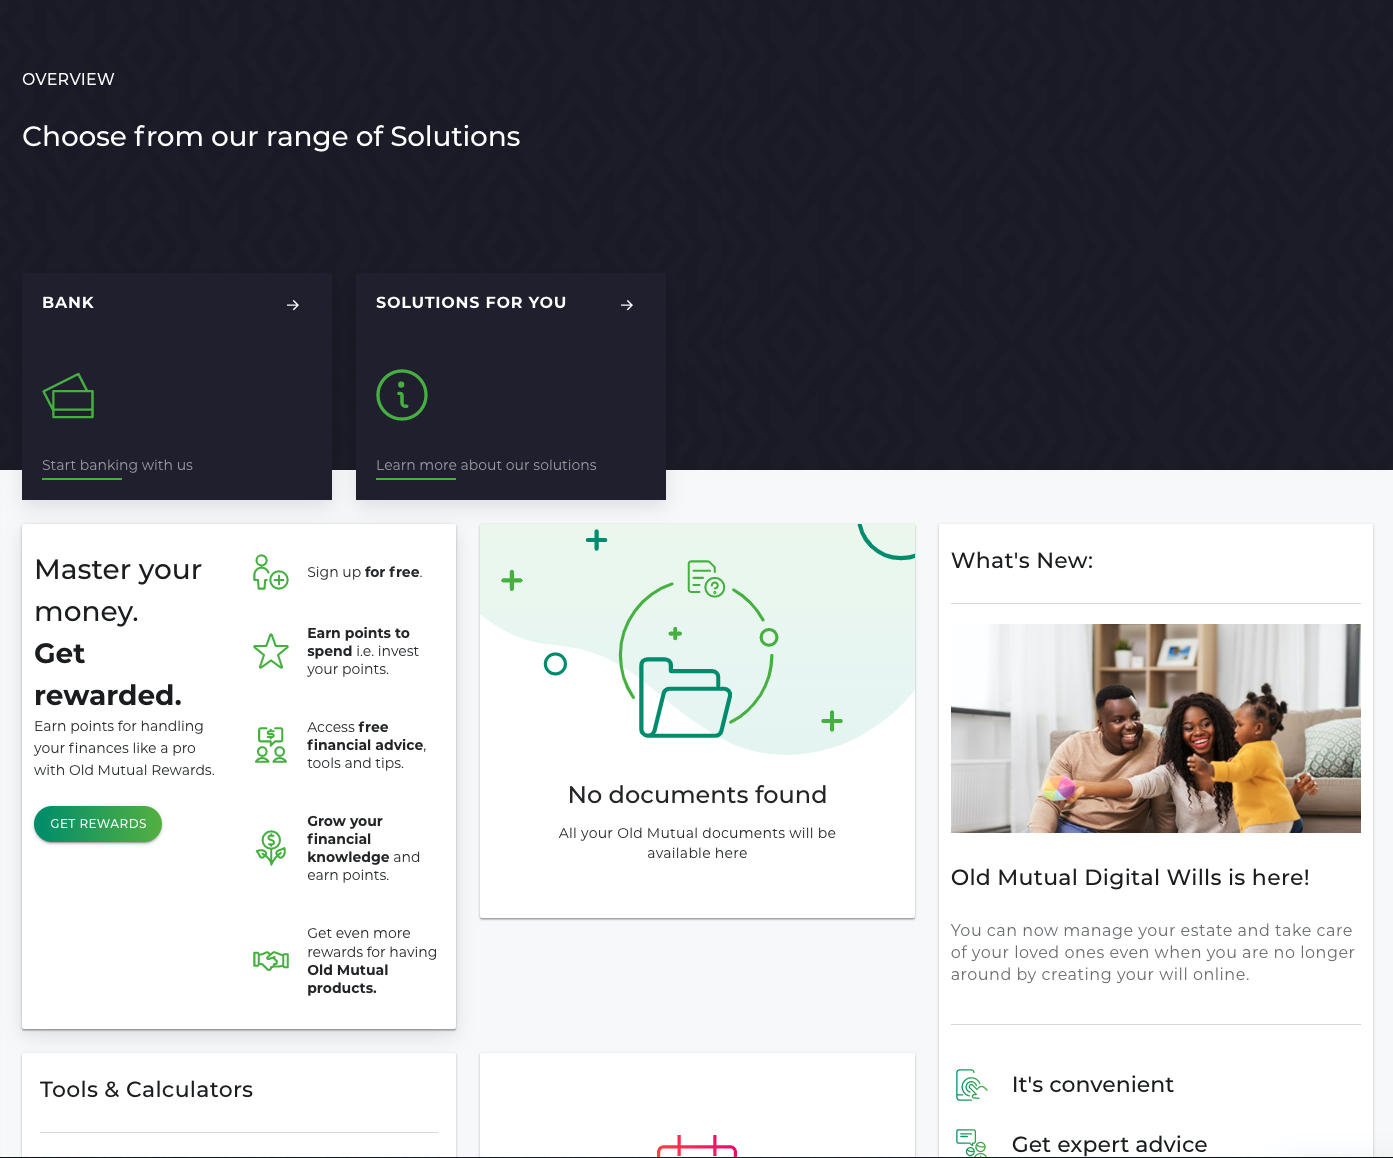 OVERVIEW
Choose from our range of Solutions
BANK
Start banking with us
SOLUTIONS FOR YOU
Learn more about our solutions
Master your
money.
Get
rewarded.
Earn points for handling
your finances like a pro
with Old Mutual Rewards.
GET REWARDS
Sign up for free.
Earn points to
spend i.e. invest
your points.
Access free
financial advice,
tools and tips.
Grow your
financial
knowledge and
earn points.
Get even more
rewards for having
Old Mutual
products.
No documents found
All your Old Mutual documents will be
available here
What's New:
Old Mutual Digital Wills is here!
You can now manage your estate and take care
of your loved ones even when you are no longer
around by creating your will online.
It's convenient
Get expert advice
Tools & Calculators